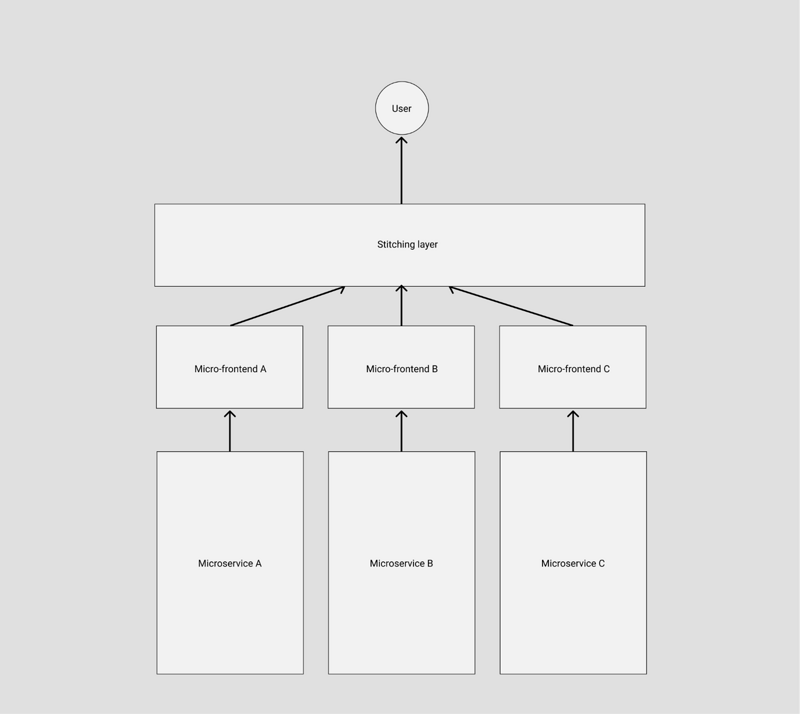 User
Stitching layer
Micro-frontend A
Micro-frontend B
Micro-frontend C
Microservice A
Microservice B
Microservice C